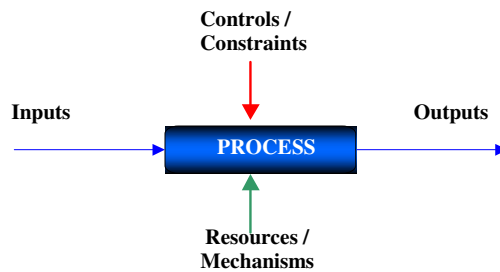 Controls /
Constraints
Inputs
Outputs
PROCESS
Resources /
Mechanisms